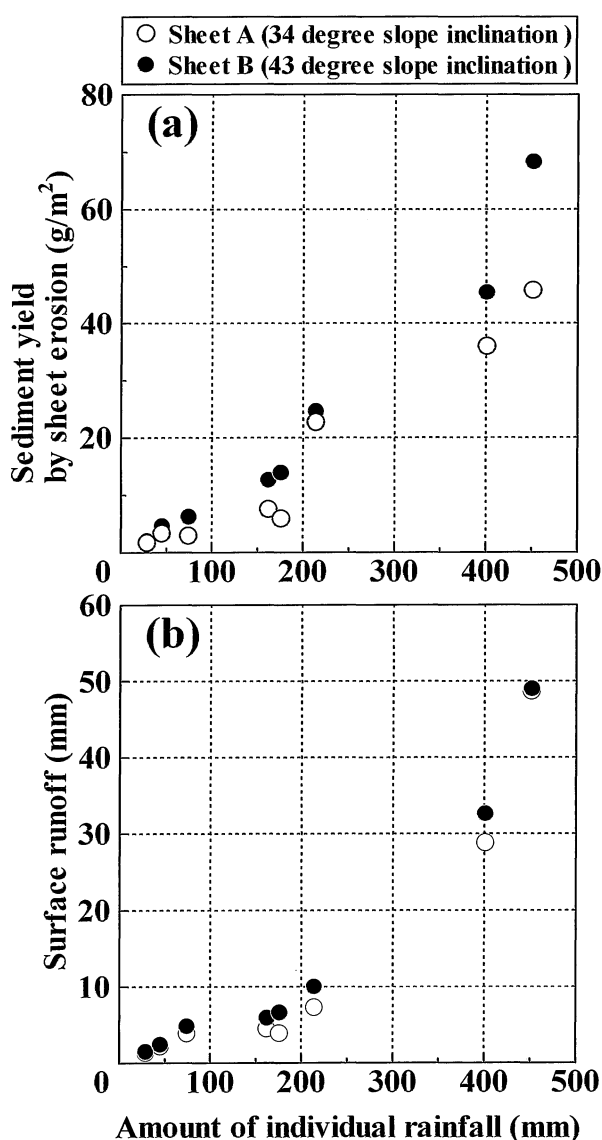 Sheet A (34 degree slope inclination)
Sheet B (43 degree slope inclination)
80
(a)
60
40
20
0
100
200
300
400
500
Sediment yield
by sheet erosion (g/m²)
60
(b)
50
40
30
20
10
0
100
200
300
400
500
Surface runoff (mm)
Amount of individual rainfall (mm)